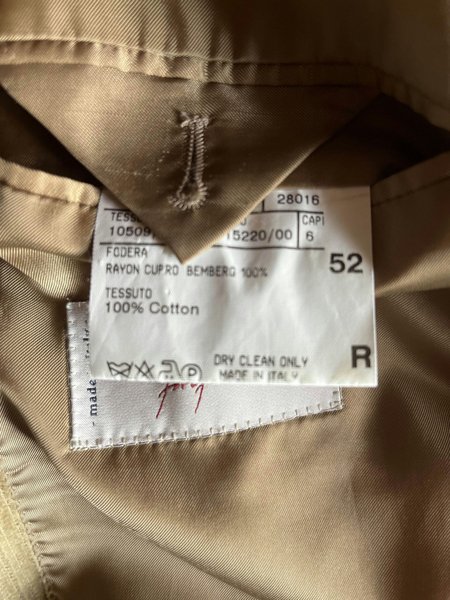 28016
TESSU
CAPI
10509
15220/00
6
FODERA
RAYON CUPRO BEMBERG 100%
52
TESSUTO
100% Cotton
DRY CLEAN ONLY
MADE IN ITALY
R
- made